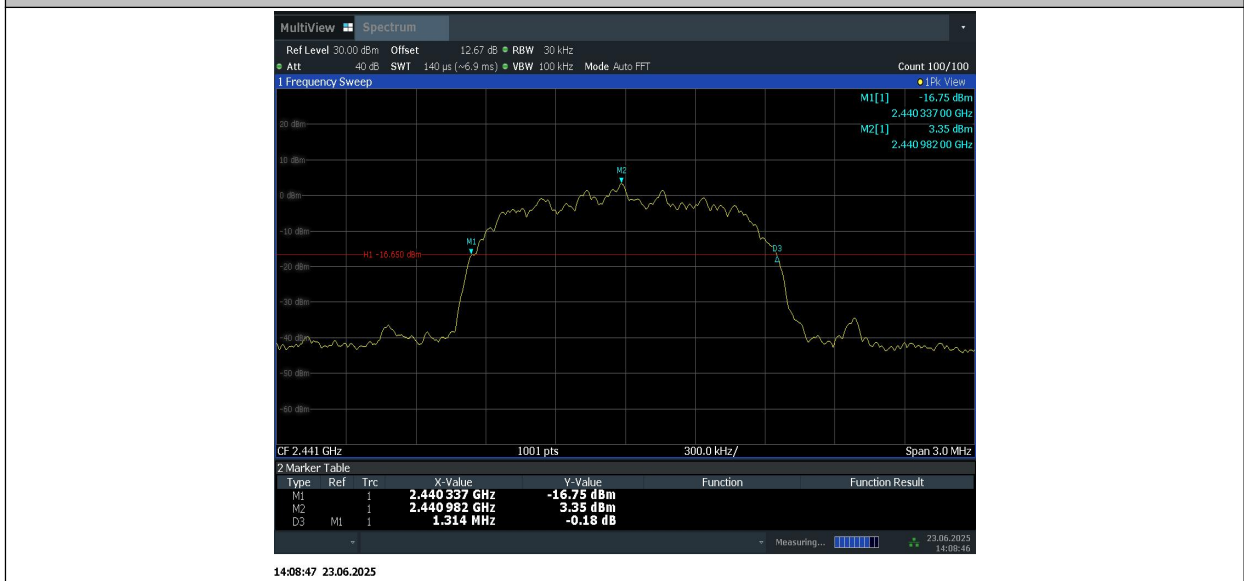 MultiView Spectrum
Ref Level 30.00 dBm Offset 12.67 dB RBW 30 kHz
Att 40 dB SWT 140 µs (~6.9 ms) VBW 100 kHz Mode Auto FFT Count 100/100
1 Frequency Sweep 1Pk View
M1[1] -16.75 dBm
2.440 337 00 GHz
M2[1] 3.35 dBm
2.440 982 00 GHz
20 dBm
10 dBm
M2
0 dBm
-10 dBm
M1
D3
H1 -16.650 dBm
-20 dBm
-30 dBm
-40 dBm
-50 dBm
-60 dBm
CF 2.441 GHz 1001 pts 300.0 kHz/ Span 3.0 MHz
2 Marker Table
Type Ref Trc X-Value Y-Value Function Function Result
M1 1 2.440 337 GHz -16.75 dBm
M2 1 2.440 982 GHz 3.35 dBm
D3 M1 1 1.314 MHz -0.18 dB
Measuring... 23.06.2025
14:08:46
14:08:47 23.06.2025